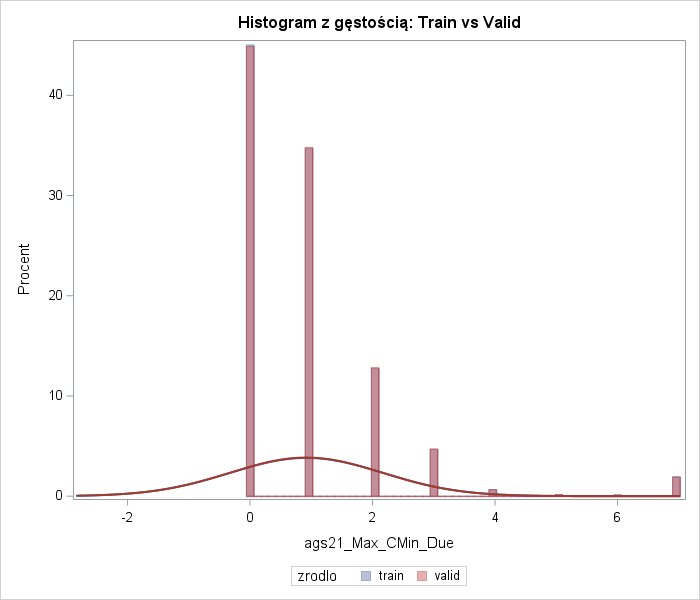 Histogram z gęstością: Train vs Valid
40
30
20
10
0
Procent
-2 0 2 4 6
ags21_Max_CMin_Due
zrodlo train valid